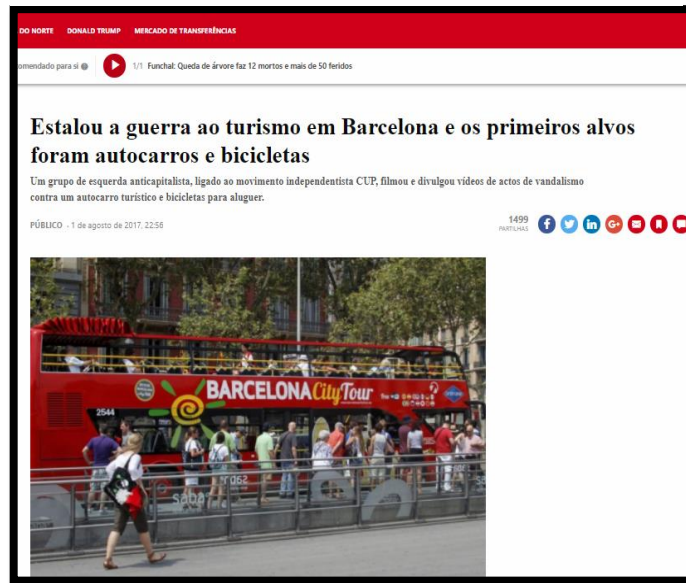 DO NORTE DONALD TRUMP MERCADO DE TRANSFERÊNCIAS
omendado para si 1/1 Funchal: Queda de árvore faz 12 mortos e mais de 50 feridos
Estalou a guerra ao turismo em Barcelona e os primeiros alvos
foram autocarros e bicicletas
Um grupo de esquerda anticapitalista, ligado ao movimento independentista CUP, filmou e divulgou vídeos de actos de vandalismo
contra um autocarro turístico e bicicletas para aluguer.
PÚBLICO - 1 de agosto de 2017, 22:56
1499
PARTILHAS
BARCELONA City Tour
2544
saba